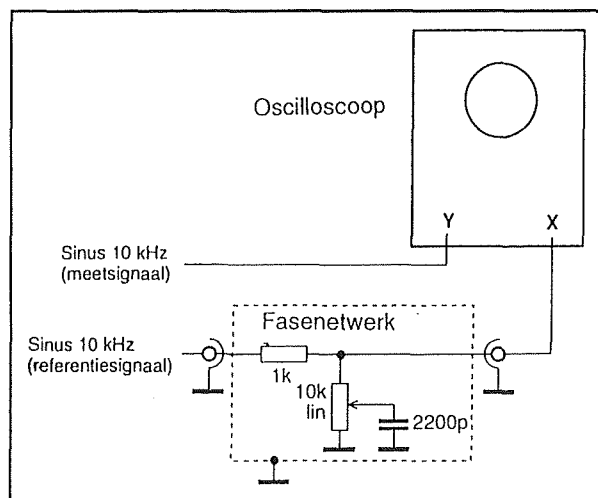 Oscilloscoop
Y
X
Sinus 10 kHz
(meetsignaal)
Fasenetwerk
Sinus 10 kHz
(referentiesignaal)
1k
10k
lin
2200p